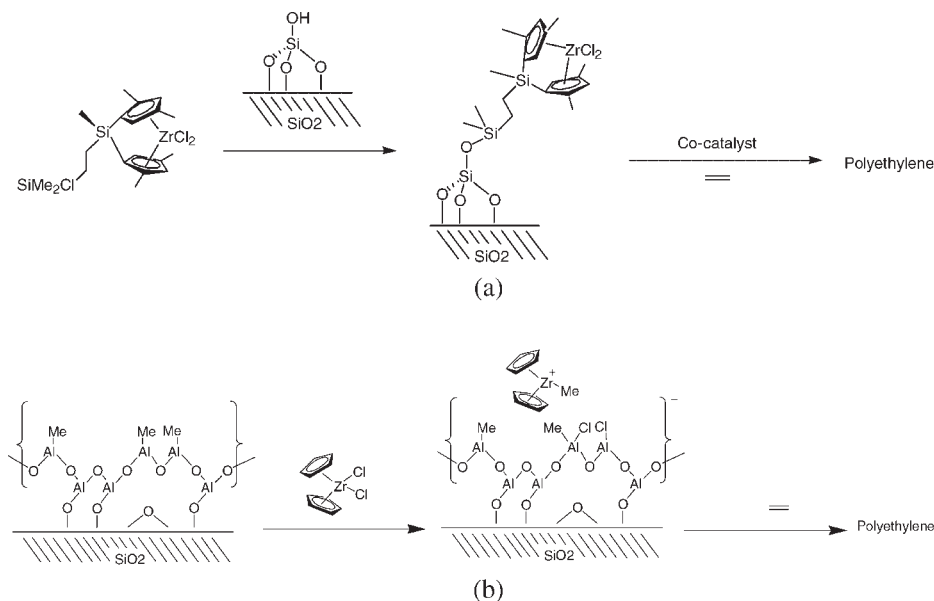 OH
Si
O O O
SiO2
Si
ZrCl2
SiMe2Cl
Si
ZrCl2
Si
O
Si
O O O
SiO2
Co-catalyst
Polyethylene
(a)
Me Me Me
Al Al Al
O O O O O O O
Al Al Al
O O O O
SiO2
Zr Cl
Cl
Zr + Me
−
Me Me Cl Cl
Al Al Al
O O O O O O O
Al Al Al
O O O O
SiO2
Polyethylene
(b)